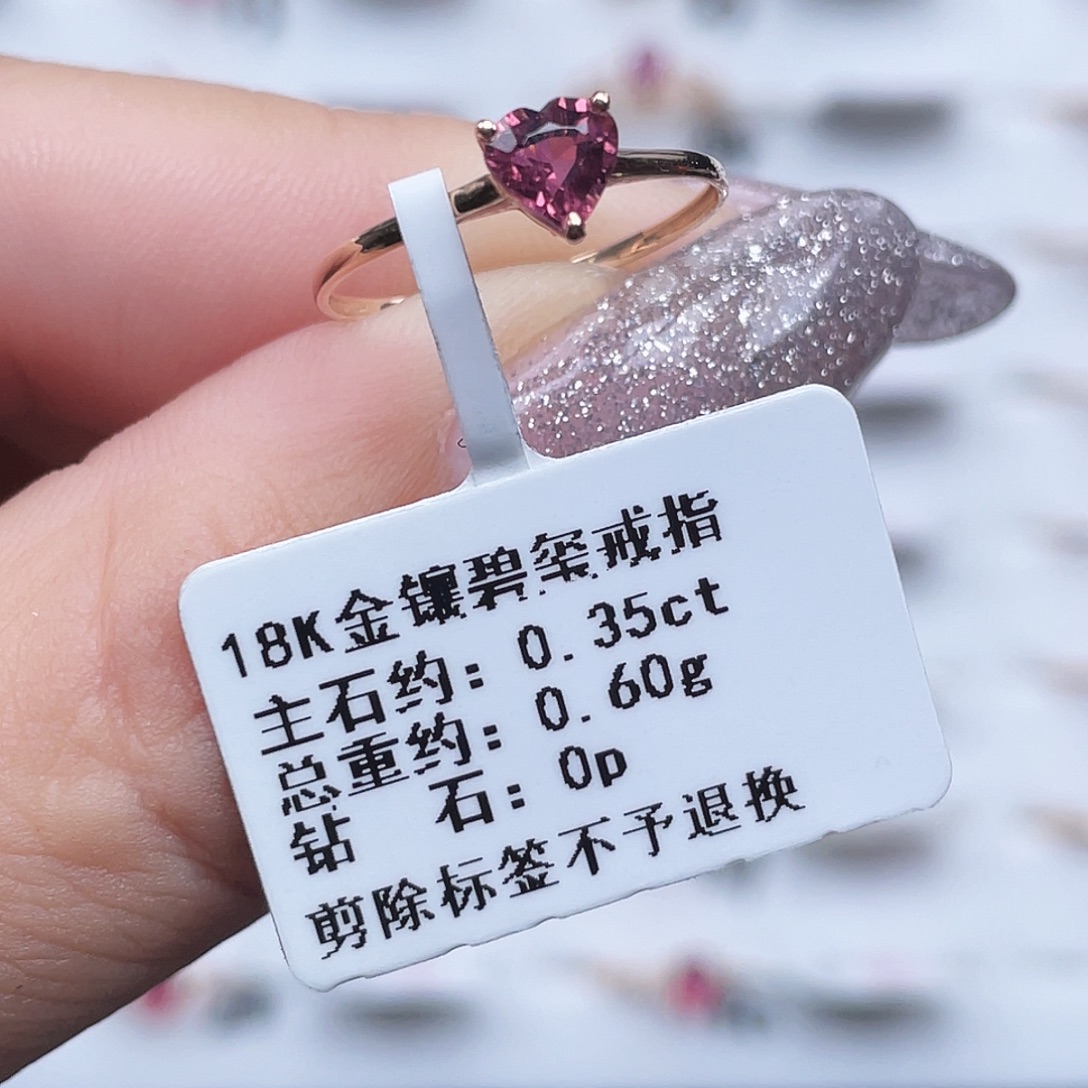 18K金镶碧玺戒指
主石约: 0.35ct
总重约: 0.60g
钻 石: 0p
剪除标签不予退换